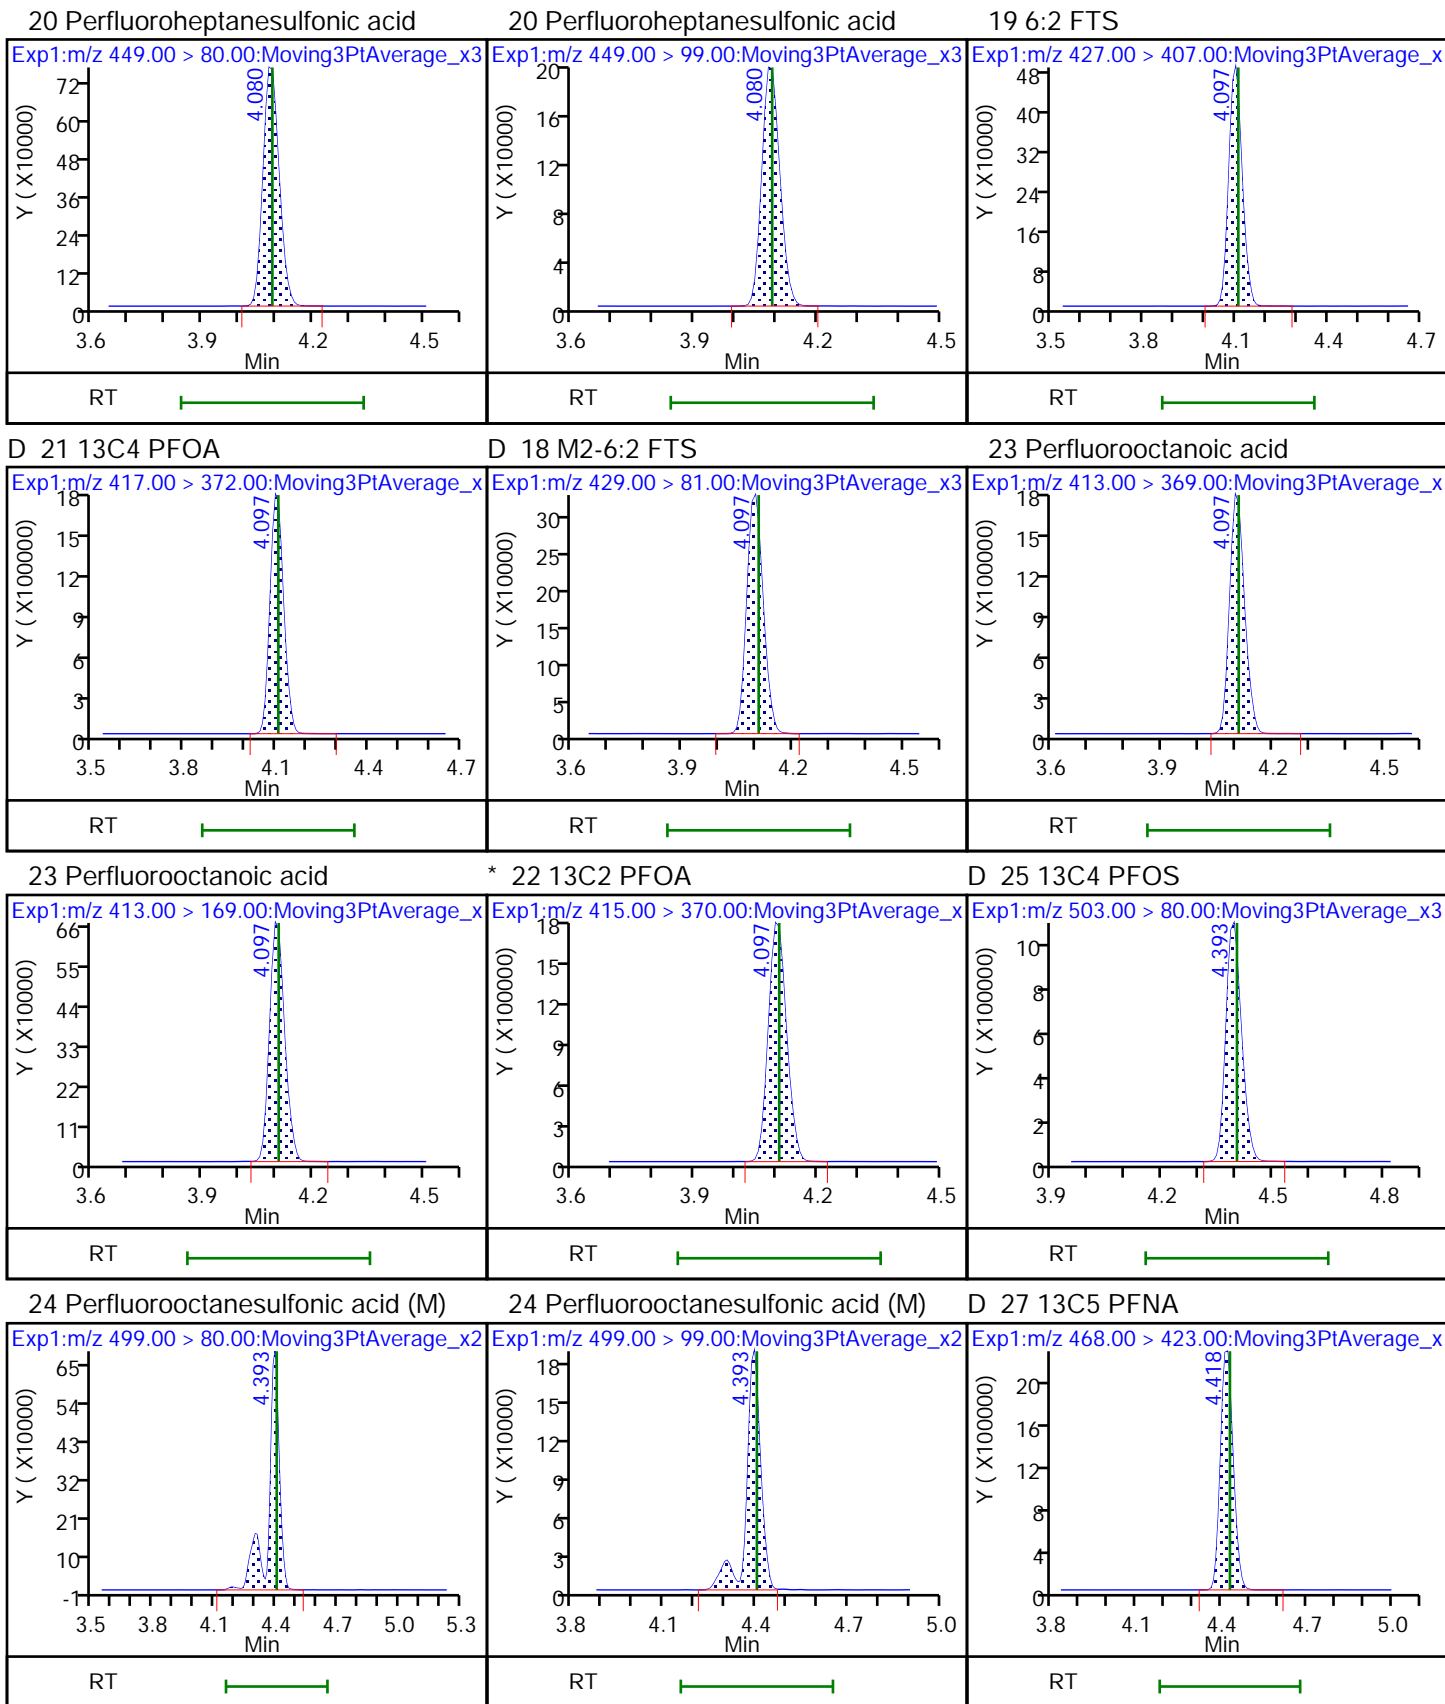 20 Perfluoroheptanesulfonic acid
Exp1:m/z 449.00 > 80.00:Moving3PtAverage_x3
Y ( X10000)
72
60
48
36
24
12
0
4.080
3.6 3.9 4.2 4.5
Min
RT
20 Perfluoroheptanesulfonic acid
Exp1:m/z 449.00 > 99.00:Moving3PtAverage_x3
Y ( X10000)
20
16
12
8
4
0
4.080
3.6 3.9 4.2 4.5
Min
RT
19 6:2 FTS
Exp1:m/z 427.00 > 407.00:Moving3PtAverage_x
Y ( X10000)
48
40
32
24
16
8
0
4.097
3.5 3.8 4.1 4.4 4.7
Min
RT
D 21 13C4 PFOA
Exp1:m/z 417.00 > 372.00:Moving3PtAverage_x
Y ( X100000)
18
15
12
9
6
3
0
4.097
3.5 3.8 4.1 4.4 4.7
Min
RT
D 18 M2-6:2 FTS
Exp1:m/z 429.00 > 81.00:Moving3PtAverage_x3
Y ( X10000)
30
25
20
15
10
5
0
4.097
3.6 3.9 4.2 4.5
Min
RT
23 Perfluorooctanoic acid
Exp1:m/z 413.00 > 369.00:Moving3PtAverage_x
Y ( X100000)
18
15
12
9
6
3
0
4.097
3.6 3.9 4.2 4.5
Min
RT
23 Perfluorooctanoic acid
Exp1:m/z 413.00 > 169.00:Moving3PtAverage_x
Y ( X10000)
66
55
44
33
22
11
0
4.097
3.6 3.9 4.2 4.5
Min
RT
* 22 13C2 PFOA
Exp1:m/z 415.00 > 370.00:Moving3PtAverage_x
Y ( X100000)
18
15
12
9
6
3
0
4.097
3.6 3.9 4.2 4.5
Min
RT
D 25 13C4 PFOS
Exp1:m/z 503.00 > 80.00:Moving3PtAverage_x3
Y ( X100000)
10
8
6
4
2
0
4.393
3.9 4.2 4.5 4.8
Min
RT
24 Perfluorooctanesulfonic acid (M)
Exp1:m/z 499.00 > 80.00:Moving3PtAverage_x2
Y ( X100000)
65
54
43
32
21
10
-1
4.393
3.5 3.8 4.1 4.4 4.7 5.0 5.3
Min
RT
24 Perfluorooctanesulfonic acid (M)
Exp1:m/z 499.00 > 99.00:Moving3PtAverage_x2
Y ( X100000)
18
15
12
9
6
3
0
4.393
3.8 4.1 4.4 4.7 5.0
Min
RT
D 27 13C5 PFNA
Exp1:m/z 468.00 > 423.00:Moving3PtAverage_x
Y ( X100000)
20
16
12
8
4
0
4.418
3.8 4.1 4.4 4.7 5.0
Min
RT